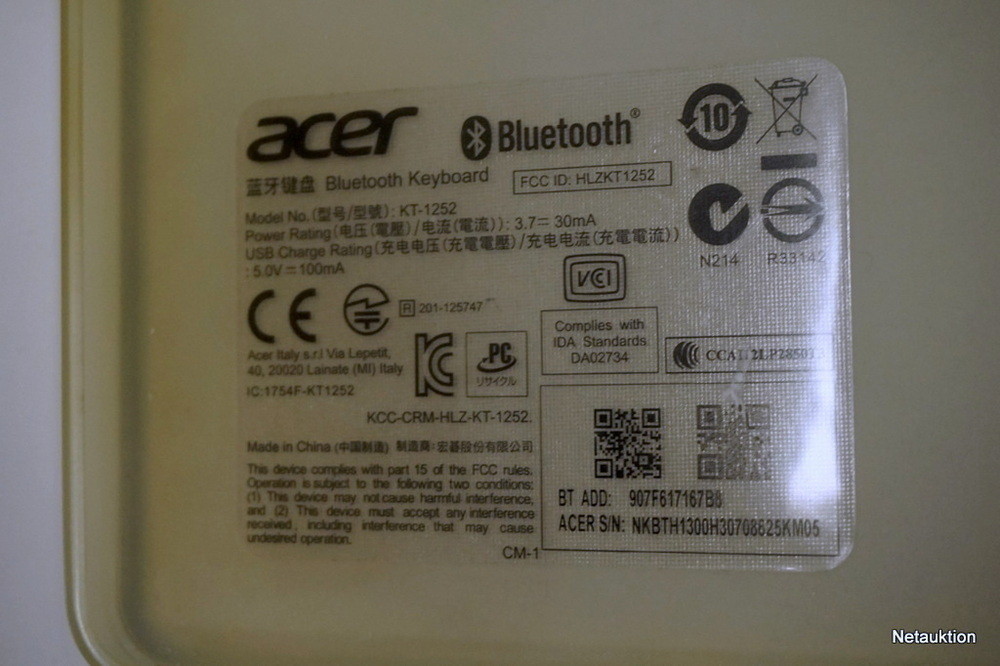 acer
Bluetooth®
10
蓝牙键盘 Bluetooth Keyboard
FCC ID: HLZKT1252
Model No.(型号/型號): KT-1252
Power Rating(电压(電壓)/电流(電流)): 3.7⎓ 30mA
USB Charge Rating(充电电压(充電電壓)/充电电流(充電電流))
: 5.0V⎓100mA
N214
R33142
VCI
CE
R 201-125747
Complies with
IDA Standards
DA02734
Acer Italy s.r.l Via Lepetit,
40, 20020 Lainate (MI) Italy
IC:1754F-KT1252
PC
リサイクル
KCC-CRM-HLZ-KT-1252.
Made in China (中国制造) 制造商: 宏碁股份有限公司
This device complies with part 15 of the FCC rules.
Operation is subject to the following two conditions:
(1) This device may not cause harmful interference,
and (2) This device must accept any interference
received, including interference that may cause
undesired operation.
CM-1
BT ADD: 907F617167B8
ACER S/N: NKBTH1300H30708625KM05
Netauktion